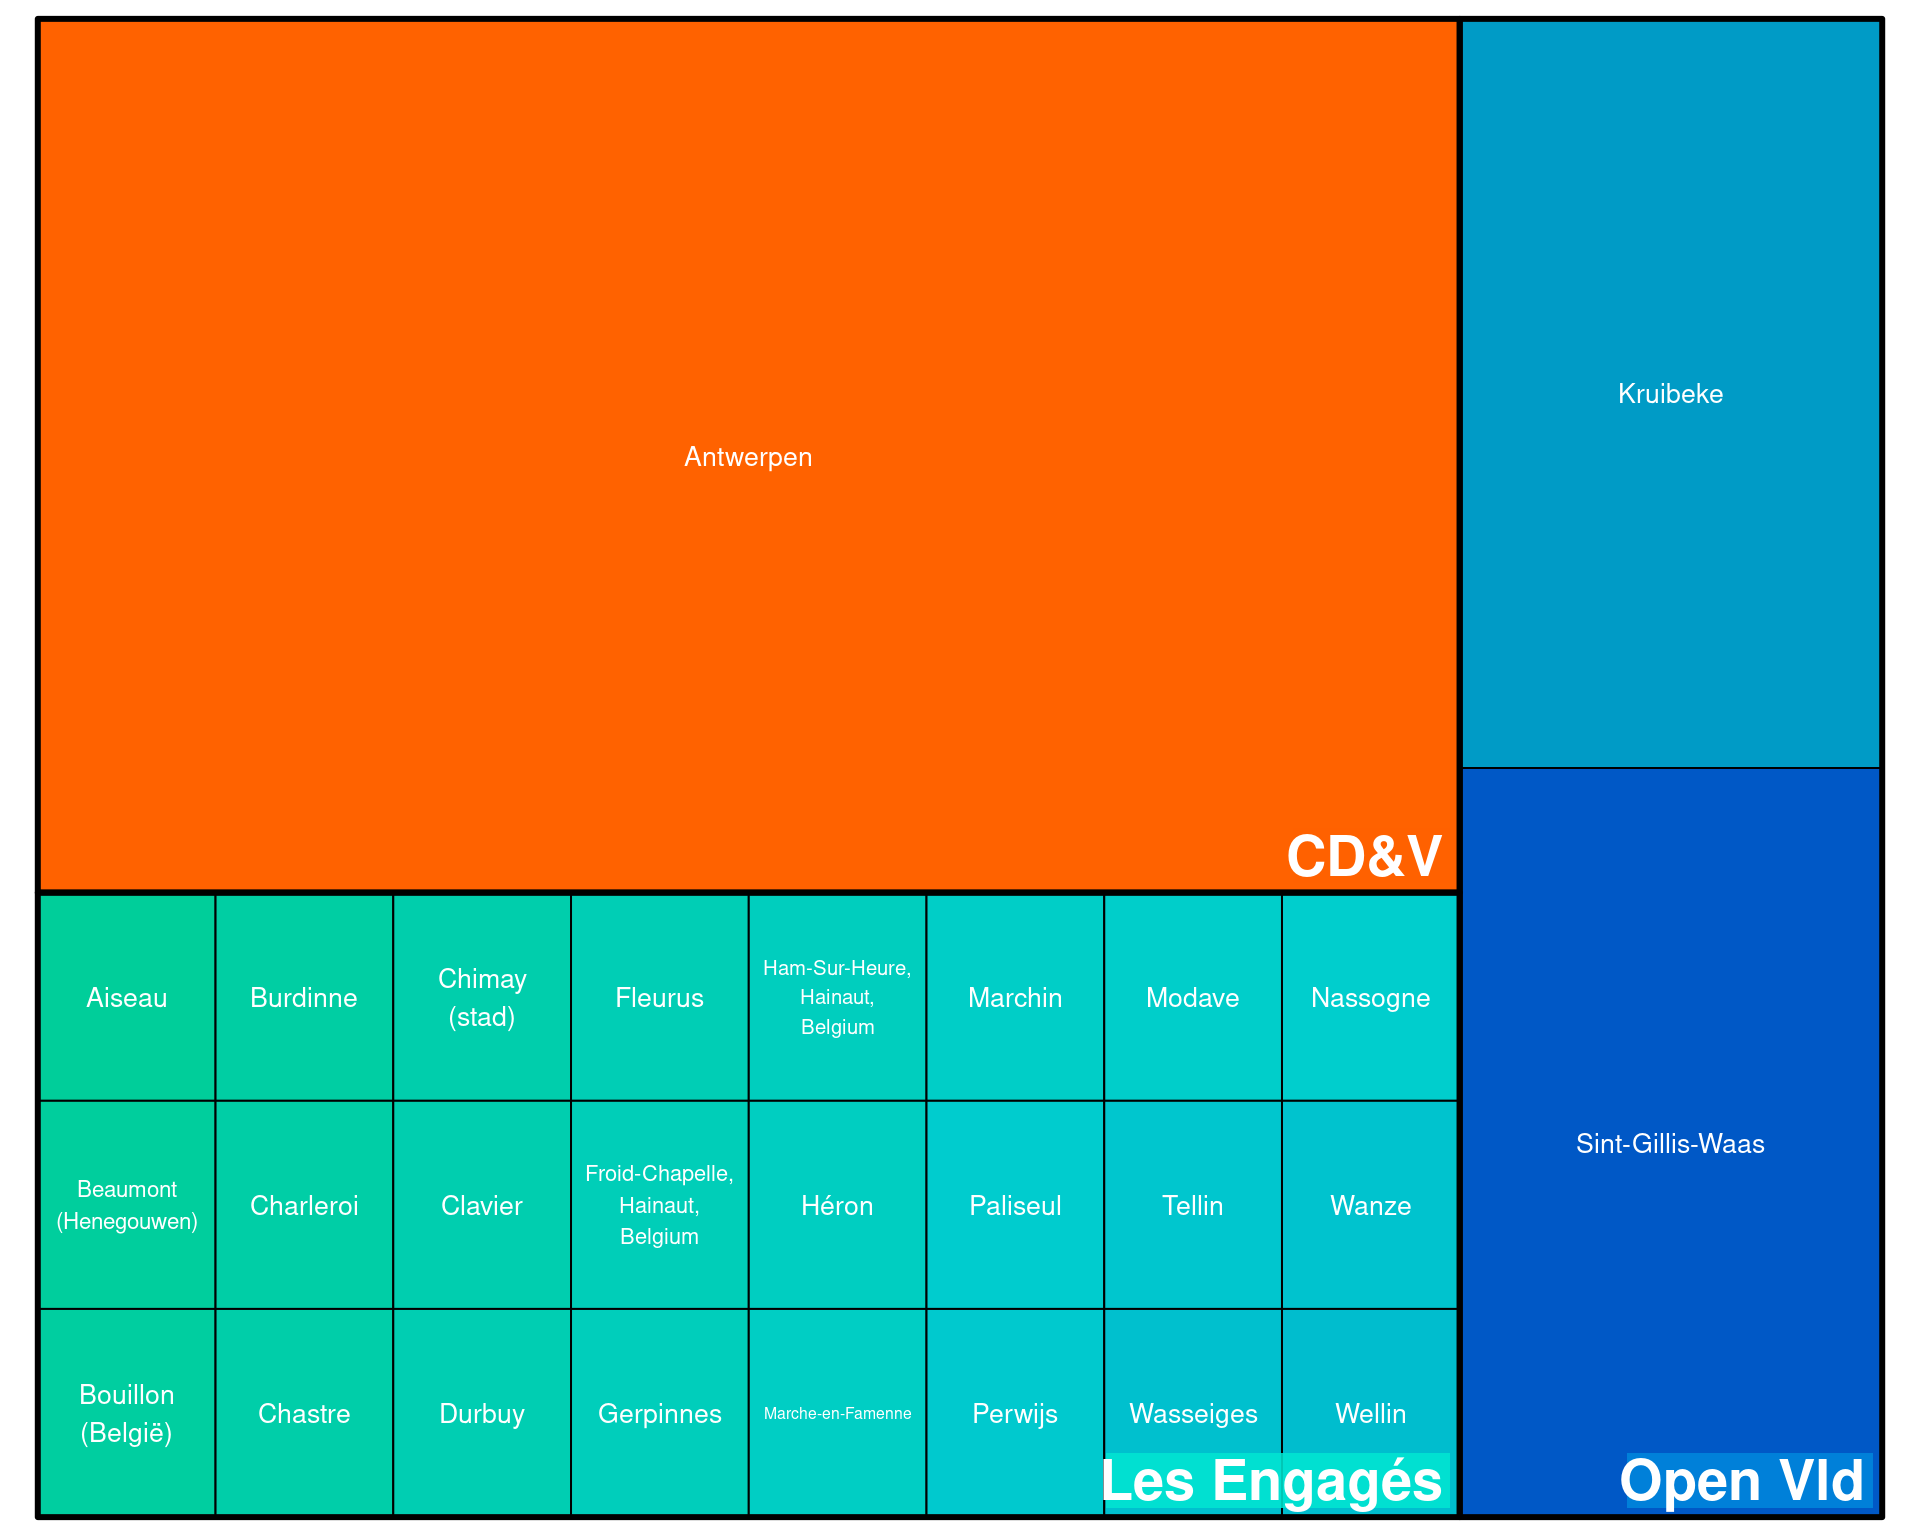 Kruibeke
Antwerpen
CD&V
Aiseau
Burdinne
Chimay
(stad)
Fleurus
Ham-Sur-Heure,
Hainaut,
Belgium
Marchin
Modave
Nassogne
Sint-Gillis-Waas
Beaumont
(Henegouwen)
Charleroi
Clavier
Froid-Chapelle,
Hainaut,
Belgium
Héron
Paliseul
Tellin
Wanze
Bouillon
(België)
Chastre
Durbuy
Gerpinnes
Marche-en-Famenne
Perwijs
Wasseiges
Wellin
Les Engagés
Open Vld